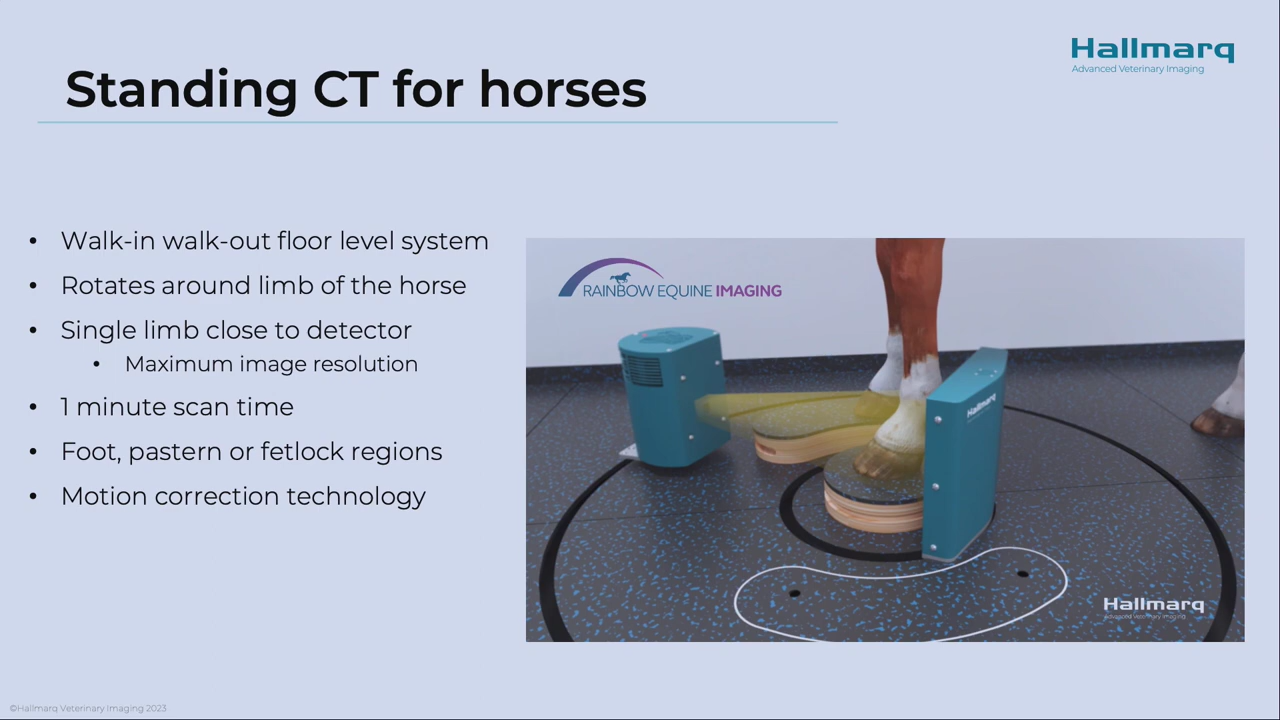 Hallmarq
Advanced Veterinary Imaging
Standing CT for horses
• Walk-in walk-out floor level system
• Rotates around limb of the horse
• Single limb close to detector
• Maximum image resolution
• 1 minute scan time
• Foot, pastern or fetlock regions
• Motion correction technology
RAINBOW EQUINE IMAGING
Hallmarq
Hallmarq
Advanced Veterinary Imaging
©Hallmarq Veterinary Imaging 2023